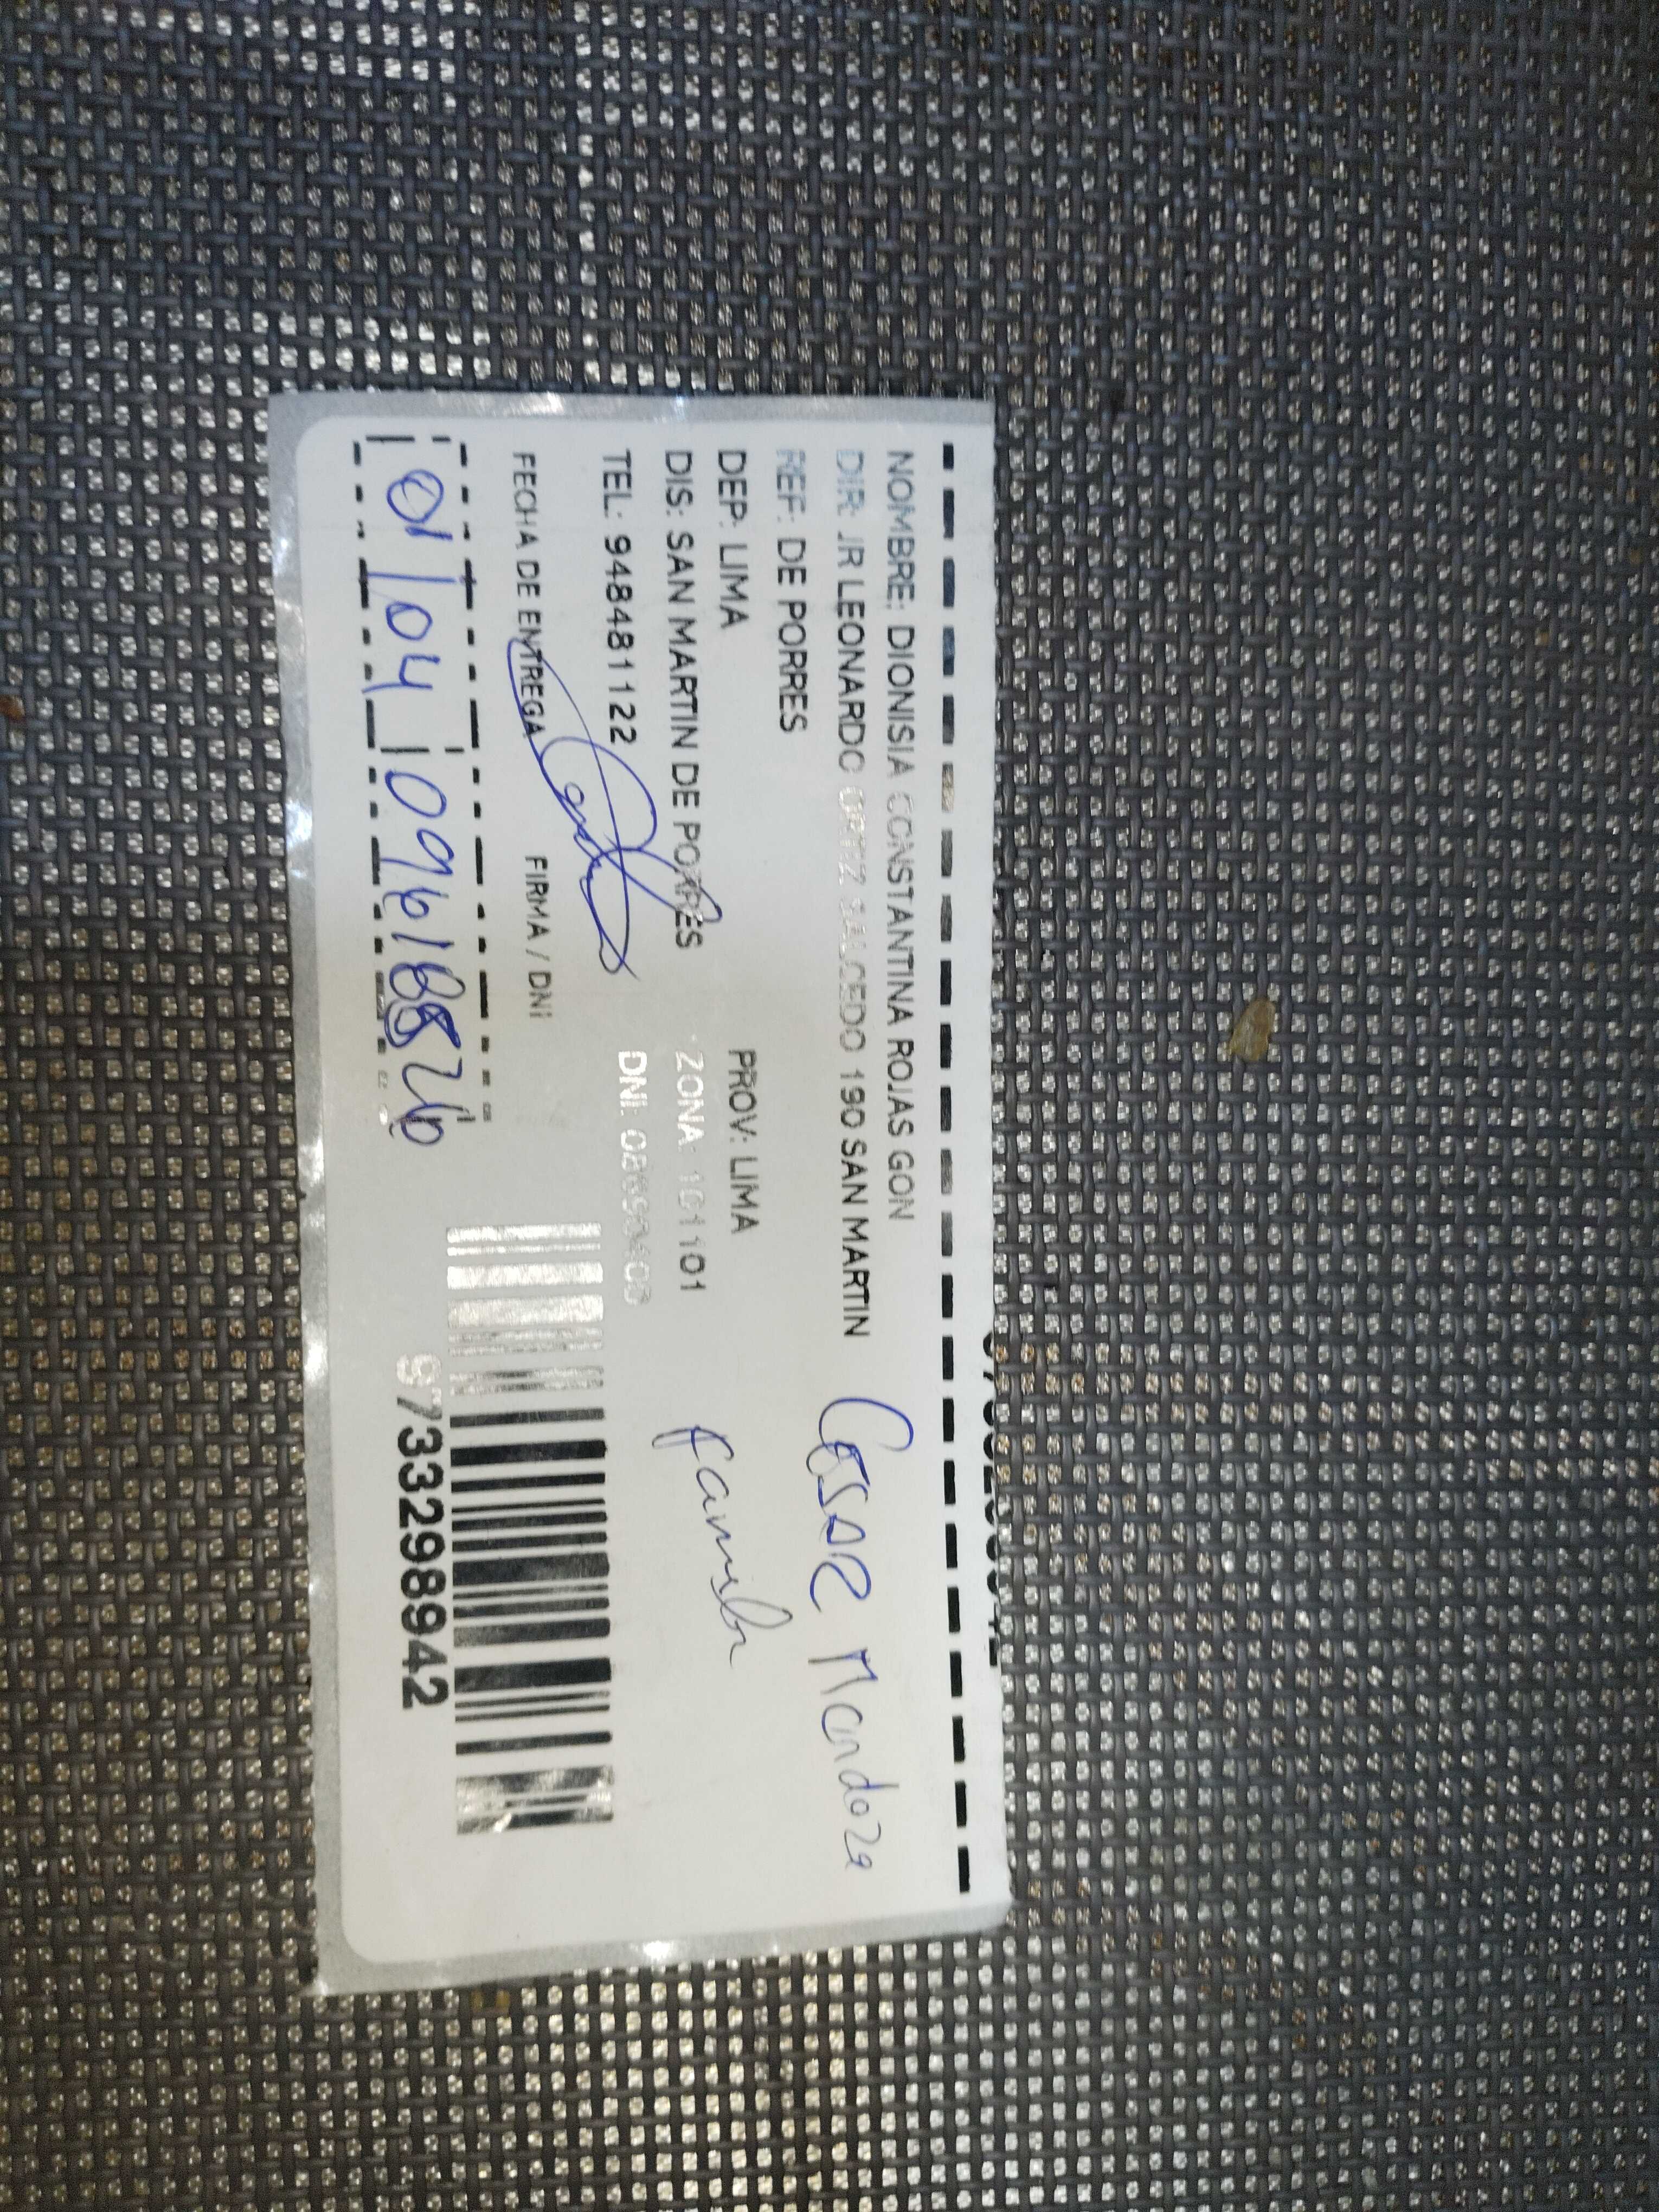 NOMBRE: DIONISIA CONSTANTINA ROJAS GON
DIR: JR LEONARDO ORTIZ SALCEDO 190 SAN MARTIN
Cesar Mendoza
REF: DE PORRES
DEP: LIMA PROV: LIMA
DIS: SAN MARTIN DE PORRES ZONA: 101101
Familia
TEL: 948481122 DNI:
FECHA DE ENTREGA FIRMA / DNI
01 04
9733298942